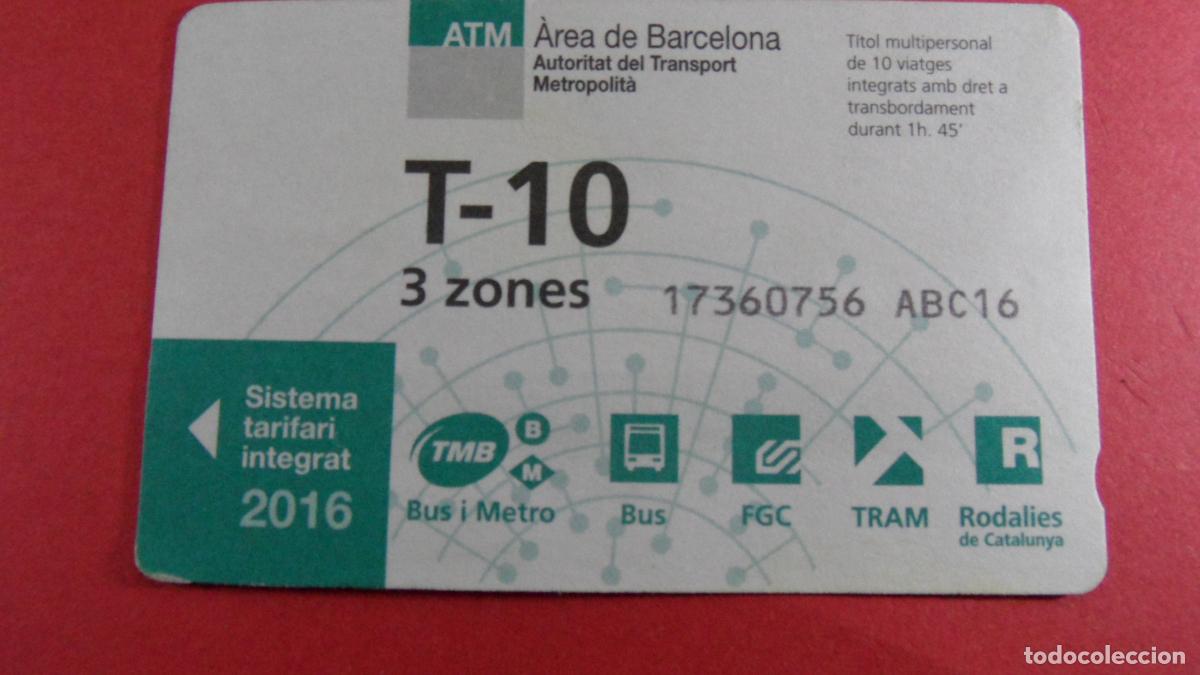 ATM
Àrea de Barcelona
Autoritat del Transport
Metropolità
Títol multipersonal
de 10 viatges
integrats amb dret a
transbordament
durant 1h. 45'
T-10
3 zones
17360756 ABC16
Sistema
tarifari
integrat
2016
TMB
B
M
Bus i Metro
Bus
FGC
TRAM
R
Rodalies
de Catalunya
todocoleccion